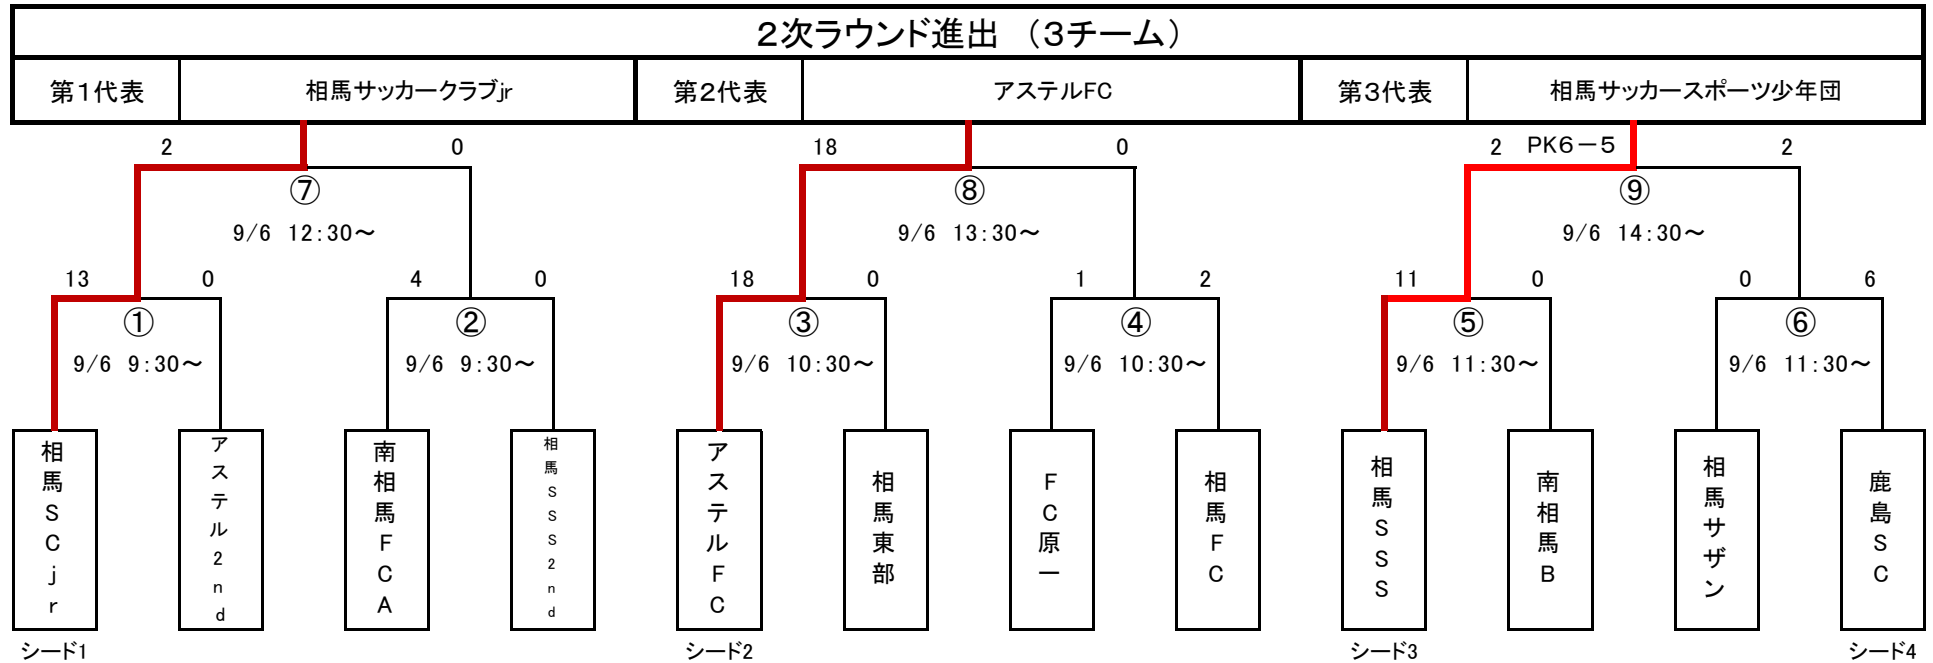 ２次ラウンド進出　（３チーム）
第１代表　相馬サッカークラブjr　第２代表　アステルFC　第３代表　相馬サッカースポーツ少年団
2　0　18　0　2　PK６－５　2
⑦　⑧　⑨
9/6　12：30～　9/6　13：30～　9/6　14：30～
13　0　4　0　18　0　1　2　11　0　0　6
①　②　③　④　⑤　⑥
9/6　9：30～　9/6　9：30～　9/6　10：30～　9/6　10：30～　9/6　11：30～　9/6　11：30～
相馬ＳＣｊｒ
アステル２ｎｄ
南相馬ＦＣＡ
相馬ＳＳＳ２ｎｄ
アステルＦＣ
相馬東部
ＦＣ原一
相馬ＦＣ
相馬ＳＳＳ
南相馬Ｂ
相馬サザン
鹿島ＳＣ
シード1　シード2　シード3　シード4